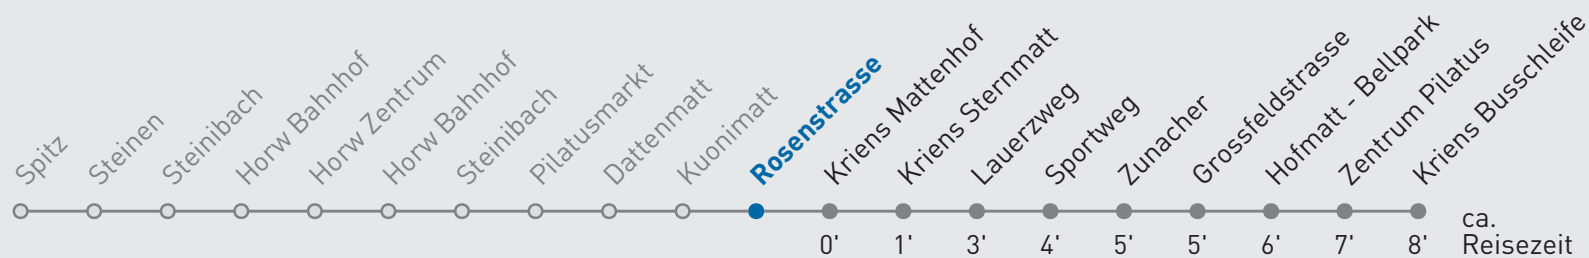 Spitz
Steinen
Steinibach
Horw Bahnhof
Horw Zentrum
Horw Bahnhof
Steinibach
Pilatusmarkt
Dattenmatt
Kuonimatt
Rosenstrasse
Kriens Mattenhof
Kriens Sternmatt
Lauerzweg
Sportweg
Zunacher
Grossfeldstrasse
Hofmatt - Bellpark
Zentrum Pilatus
Kriens Busschleife
0' 1' 3' 4' 5' 5' 6' 7' 8'
ca.
Reisezeit